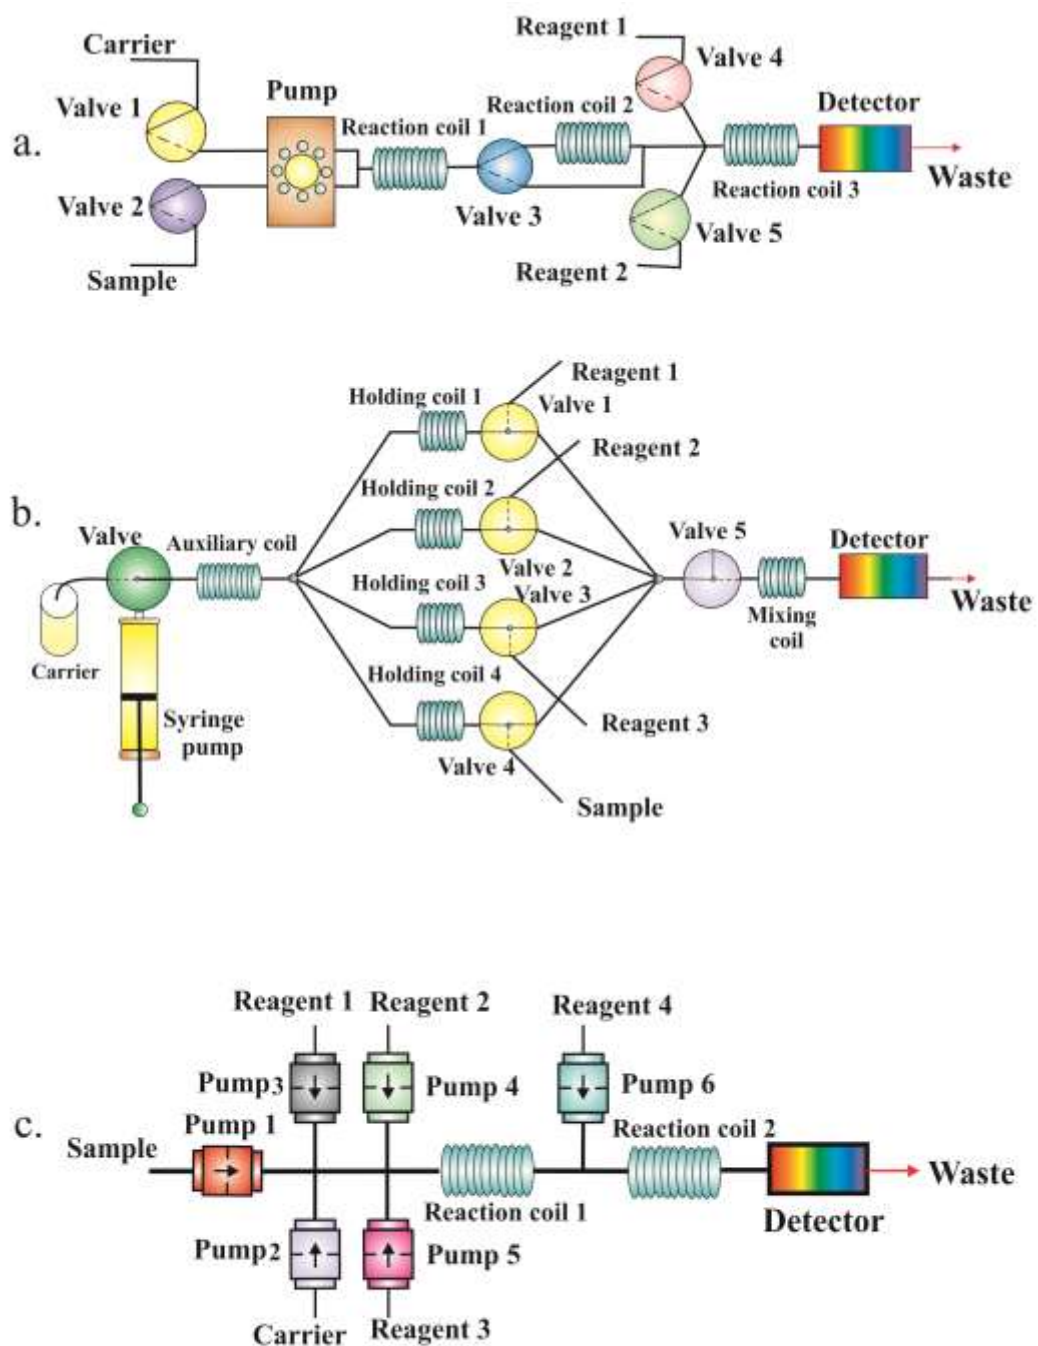 a.
Carrier
Valve 1
Pump
Valve 2
Sample
Reaction coil 1
Valve 3
Reaction coil 2
Reagent 1
Valve 4
Valve 5
Reagent 2
Reaction coil 3
Detector
Waste
b.
Valve
Carrier
Syringe
pump
Auxiliary coil
Holding coil 1
Reagent 1
Valve 1
Holding coil 2
Reagent 2
Valve 2
Holding coil 3
Valve 3
Reagent 3
Holding coil 4
Valve 4
Sample
Valve 5
Mixing
coil
Detector
Waste
c.
Reagent 1
Reagent 2
Reagent 4
Pump3
Pump 4
Pump 6
Sample
Pump 1
Reaction coil 1
Reaction coil 2
Detector
Waste
Pump2
Pump 5
Carrier
Reagent 3